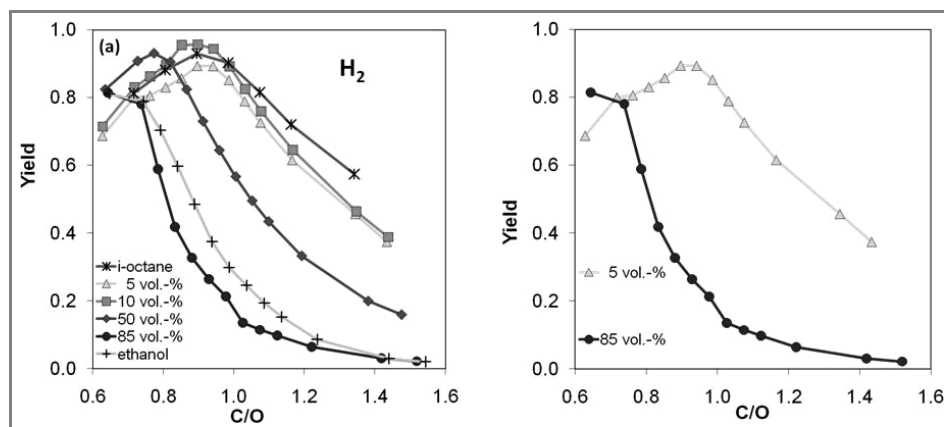 (a)
H2
1.0
0.8
0.6
0.4
0.2
0.0
Yield
i-octane
5 vol.-%
10 vol.-%
50 vol.-%
85 vol.-%
ethanol
0.6 0.8 1.0 1.2 1.4 1.6
C/O
1.0
0.8
0.6
0.4
0.2
0.0
Yield
5 vol.-%
85 vol.-%
0.6 0.8 1.0 1.2 1.4 1.6
C/O